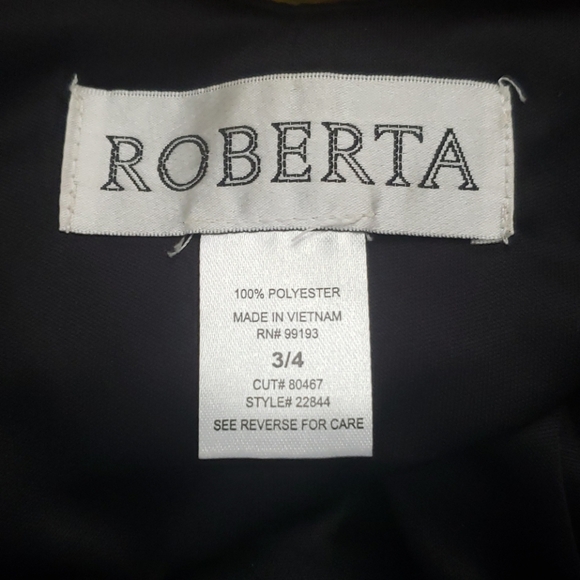 ROBERTA
100% POLYESTER
MADE IN VIETNAM
RN# 99193
3/4
CUT# 80467
STYLE# 22844
SEE REVERSE FOR CARE